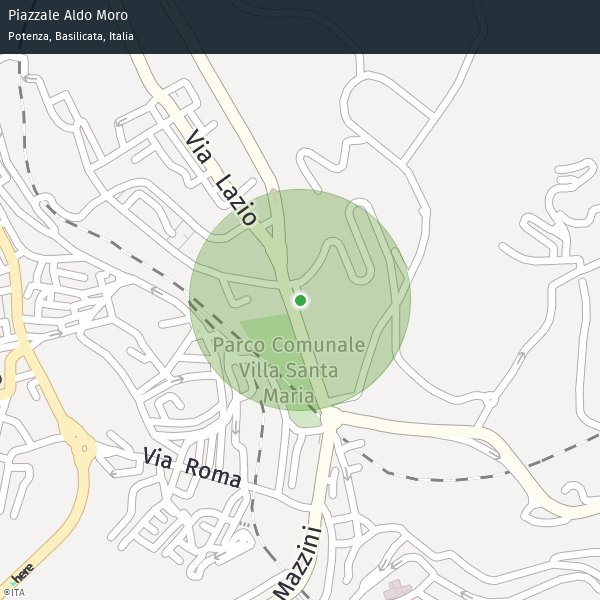 Piazzale Aldo Moro
Potenza, Basilicata, Italia
Via Lazio
Parco Comunale
Villa Santa
Maria
Via Roma
Mazzini
here
©ITA